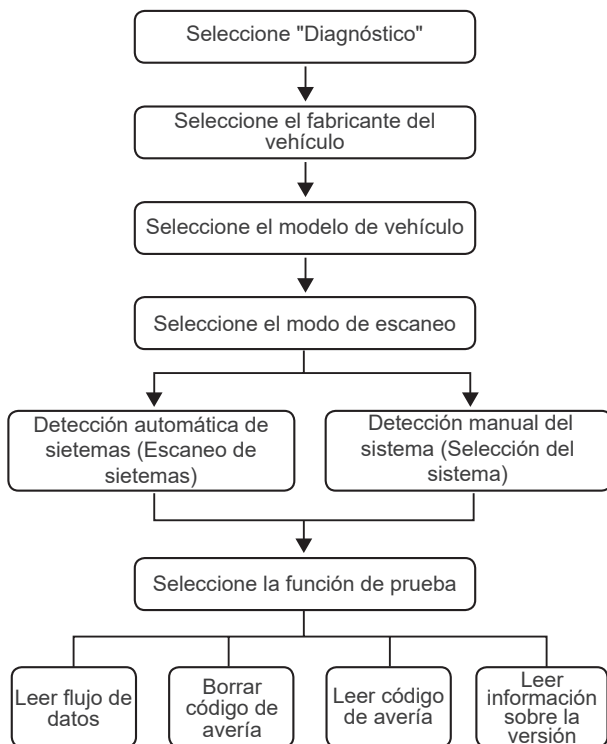 Seleccione "Diagnóstico"
Seleccione el fabricante del
vehículo
Seleccione el modelo de vehículo
Seleccione el modo de escaneo
Detección automática de
sietemas (Escaneo de
sietemas)
Detección manual del
sistema (Selección del
sistema)
Seleccione la función de prueba
Leer flujo de
datos
Borrar
código de
avería
Leer código
de avería
Leer
información
sobre la
versión